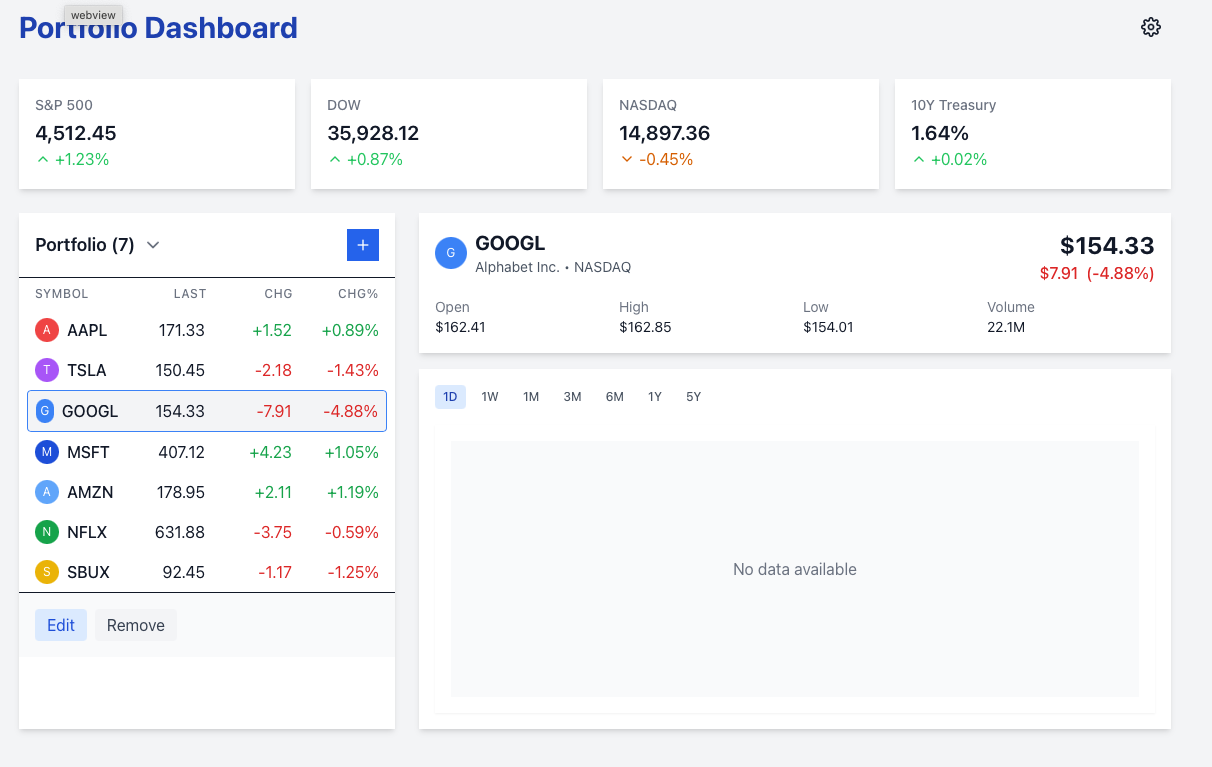 webview
Portfolio Dashboard
S&P 500
4,512.45
+1.23%
DOW
35,928.12
+0.87%
NASDAQ
14,897.36
-0.45%
10Y Treasury
1.64%
+0.02%
Portfolio (7)
+
SYMBOL LAST CHG CHG%
A AAPL 171.33 +1.52 +0.89%
T TSLA 150.45 -2.18 -1.43%
G GOOGL 154.33 -7.91 -4.88%
M MSFT 407.12 +4.23 +1.05%
A AMZN 178.95 +2.11 +1.19%
N NFLX 631.88 -3.75 -0.59%
S SBUX 92.45 -1.17 -1.25%
Edit Remove
G GOOGL
Alphabet Inc. • NASDAQ
$154.33
$7.91 (-4.88%)
Open High Low Volume
$162.41 $162.85 $154.01 22.1M
1D 1W 1M 3M 6M 1Y 5Y
No data available